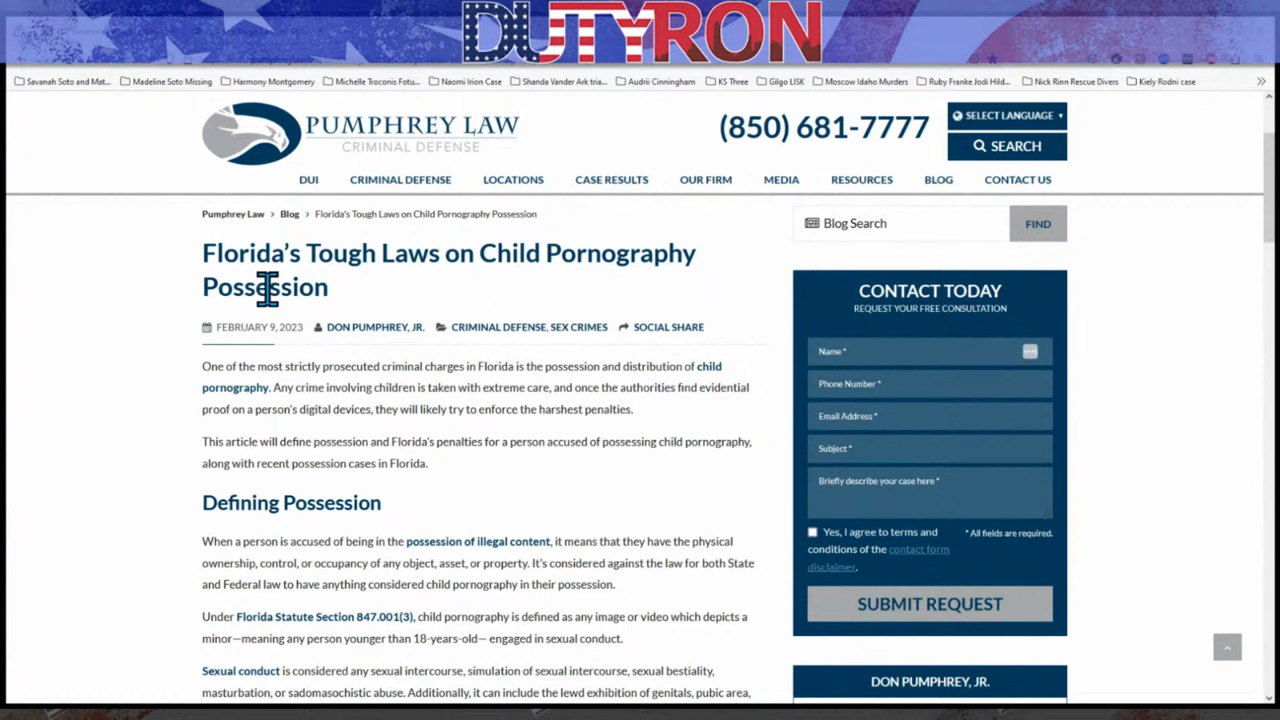 DUTYRON
Savanah Soto and Mat... Madeline Soto Missing Harmony Montgomery Michelle Troconis Fotu... Naomi Irion Case Shanda Vander Ark tria... Audrii Cinningham KS Three Gilgo LISK Moscow Idaho Murders Ruby Franke Jodi Hild... Nick Rinn Rescue Divers Kiely Rodni case
PUMPHREY LAW
CRIMINAL DEFENSE
(850) 681-7777
SELECT LANGUAGE
SEARCH
DUI CRIMINAL DEFENSE LOCATIONS CASE RESULTS OUR FIRM MEDIA RESOURCES BLOG CONTACT US
Pumphrey Law > Blog > Florida's Tough Laws on Child Pornography Possession
Florida's Tough Laws on Child Pornography
Possession
FEBRUARY 9, 2023 DON PUMPHREY, JR. CRIMINAL DEFENSE, SEX CRIMES SOCIAL SHARE
One of the most strictly prosecuted criminal charges in Florida is the possession and distribution of child
pornography. Any crime involving children is taken with extreme care, and once the authorities find evidential
proof on a person's digital devices, they will likely try to enforce the harshest penalties.
This article will define possession and Florida's penalties for a person accused of possessing child pornography,
along with recent possession cases in Florida.
Defining Possession
When a person is accused of being in the possession of illegal content, it means that they have the physical
ownership, control, or occupancy of any object, asset, or property. It's considered against the law for both State
and Federal law to have anything considered child pornography in their possession.
Under Florida Statute Section 847.001(3), child pornography is defined as any image or video which depicts a
minor—meaning any person younger than 18-years-old— engaged in sexual conduct.
Sexual conduct is considered any sexual intercourse, simulation of sexual intercourse, sexual bestiality,
masturbation, or sadomasochistic abuse. Additionally, it can include the lewd exhibition of genitals, pubic area,
Blog Search FIND
CONTACT TODAY
REQUEST YOUR FREE CONSULTATION
Name *
Phone Number *
Email Address *
Subject *
Briefly describe your case here *
Yes, I agree to terms and
conditions of the contact form
disclaimer.
* All fields are required.
SUBMIT REQUEST
DON PUMPHREY, JR.